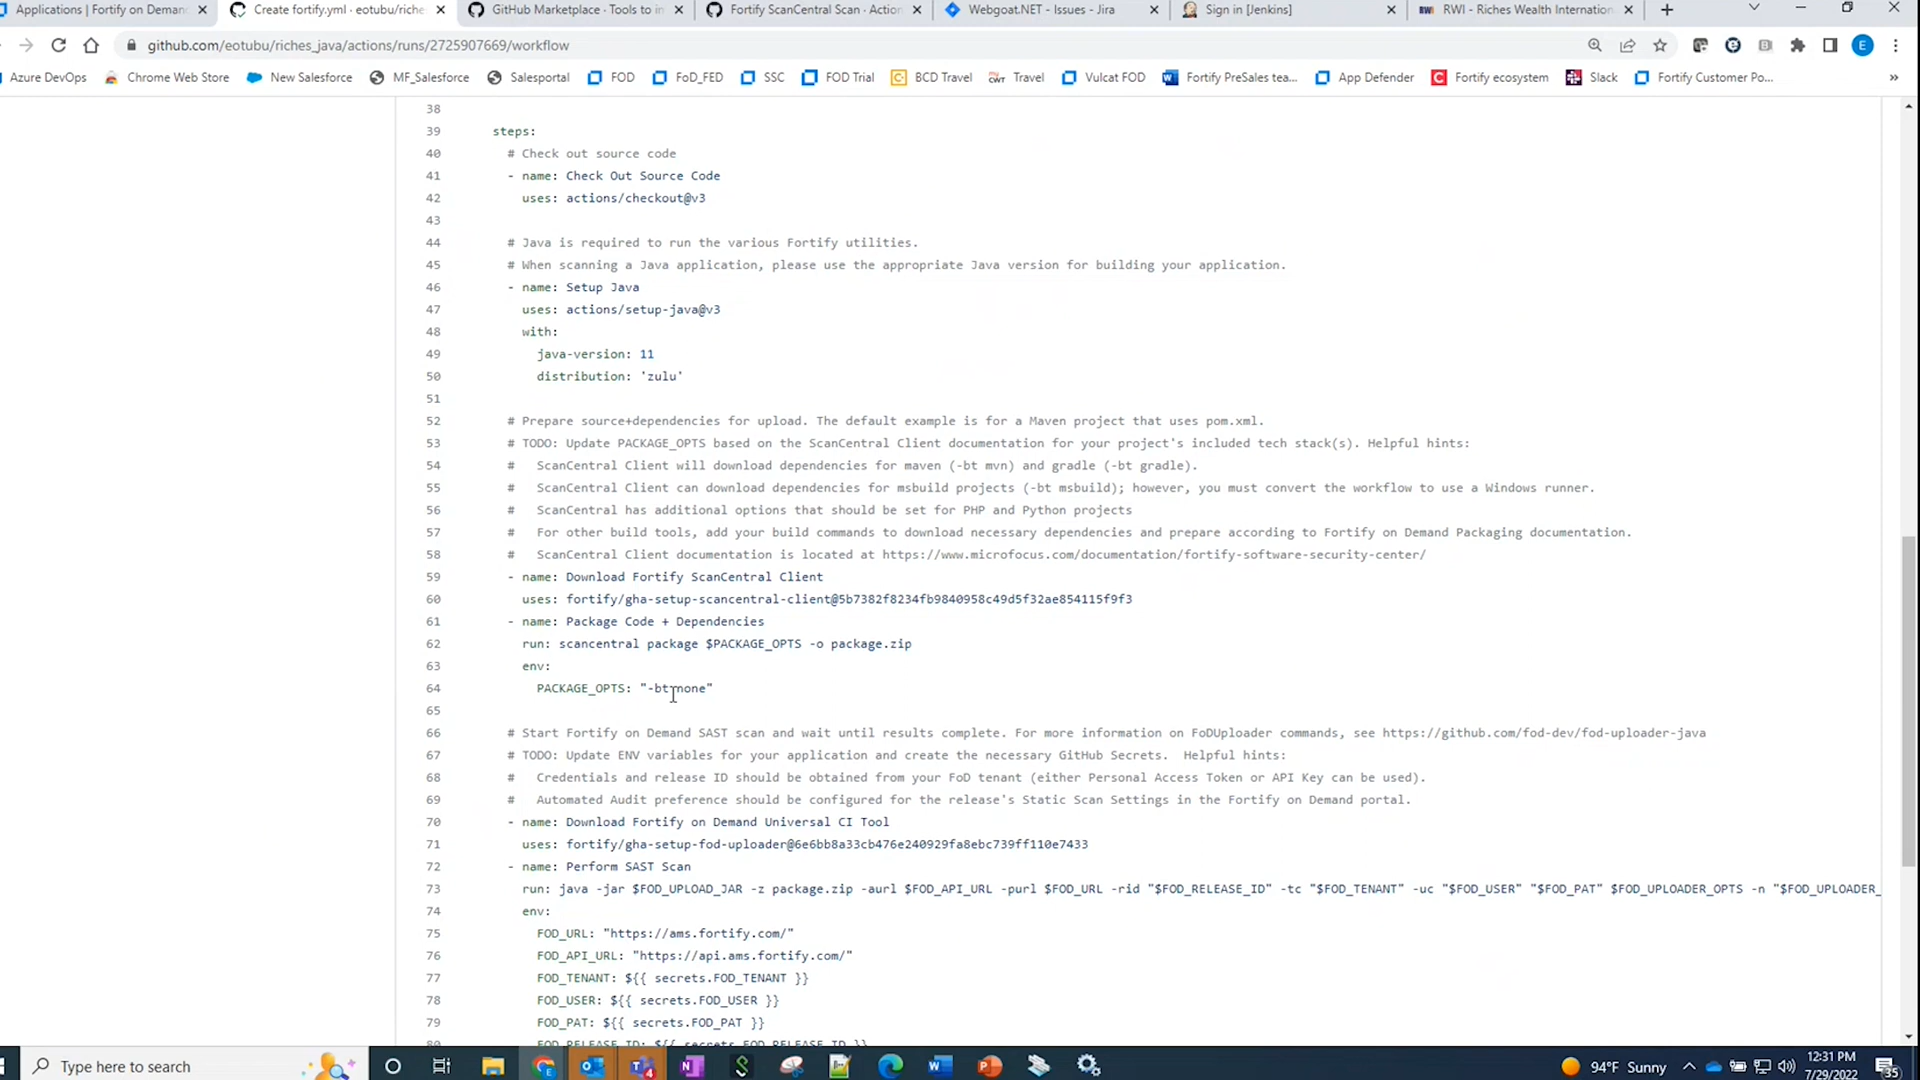 Applications | Fortify on Deman
Create fortify.yml · eotubu/riche
GitHub Marketplace · Tools to im
Fortify ScanCentral Scan · Action
Webgoat.NET - Issues - Jira
Sign in [Jenkins]
RWI - Riches Wealth Internation
github.com/eotubu/riches_java/actions/runs/2725907669/workflow
E
Azure DevOps
Chrome Web Store
New Salesforce
MF_Salesforce
Salesportal
FOD
FoD_FED
SSC
FOD Trial
BCD Travel
Travel
Vulcat FOD
Fortify PreSales tea...
App Defender
Fortify ecosystem
Slack
Fortify Customer Po...
»
38
39 steps:
40 # Check out source code
41 - name: Check Out Source Code
42 uses: actions/checkout@v3
43
44 # Java is required to run the various Fortify utilities.
45 # When scanning a Java application, please use the appropriate Java version for building your application.
46 - name: Setup Java
47 uses: actions/setup-java@v3
48 with:
49 java-version: 11
50 distribution: 'zulu'
51
52 # Prepare source+dependencies for upload. The default example is for a Maven project that uses pom.xml.
53 # TODO: Update PACKAGE_OPTS based on the ScanCentral Client documentation for your project's included tech stack(s). Helpful hints:
54 # ScanCentral Client will download dependencies for maven (-bt mvn) and gradle (-bt gradle).
55 # ScanCentral Client can download dependencies for msbuild projects (-bt msbuild); however, you must convert the workflow to use a Windows runner.
56 # ScanCentral has additional options that should be set for PHP and Python projects
57 # For other build tools, add your build commands to download necessary dependencies and prepare according to Fortify on Demand Packaging documentation.
58 # ScanCentral Client documentation is located at https://www.microfocus.com/documentation/fortify-software-security-center/
59 - name: Download Fortify ScanCentral Client
60 uses: fortify/gha-setup-scancentral-client@5b7382f8234fb9840958c49d5f32ae854115f9f3
61 - name: Package Code + Dependencies
62 run: scancentral package $PACKAGE_OPTS -o package.zip
63 env:
64 PACKAGE_OPTS: "-bt none"
65
66 # Start Fortify on Demand SAST scan and wait until results complete. For more information on FoDUploader commands, see https://github.com/fod-dev/fod-uploader-java
67 # TODO: Update ENV variables for your application and create the necessary GitHub Secrets. Helpful hints:
68 # Credentials and release ID should be obtained from your FoD tenant (either Personal Access Token or API Key can be used).
69 # Automated Audit preference should be configured for the release's Static Scan Settings in the Fortify on Demand portal.
70 - name: Download Fortify on Demand Universal CI Tool
71 uses: fortify/gha-setup-fod-uploader@6e6bb8a33cb476e240929fa8ebc739ff110e7433
72 - name: Perform SAST Scan
73 run: java -jar $FOD_UPLOAD_JAR -z package.zip -aurl $FOD_API_URL -purl $FOD_URL -rid "$FOD_RELEASE_ID" -tc "$FOD_TENANT" -uc "$FOD_USER" "$FOD_PAT" $FOD_UPLOADER_OPTS -n "$FOD_UPLOADER_
74 env:
75 FOD_URL: "https://ams.fortify.com/"
76 FOD_API_URL: "https://api.ams.fortify.com/"
77 FOD_TENANT: ${{ secrets.FOD_TENANT }}
78 FOD_USER: ${{ secrets.FOD_USER }}
79 FOD_PAT: ${{ secrets.FOD_PAT }}
80 FOD_RELEASE_ID: ${{ secrets.FOD_RELEASE_ID }}
Type here to search
94°F Sunny
12:31 PM
7/29/2022
35